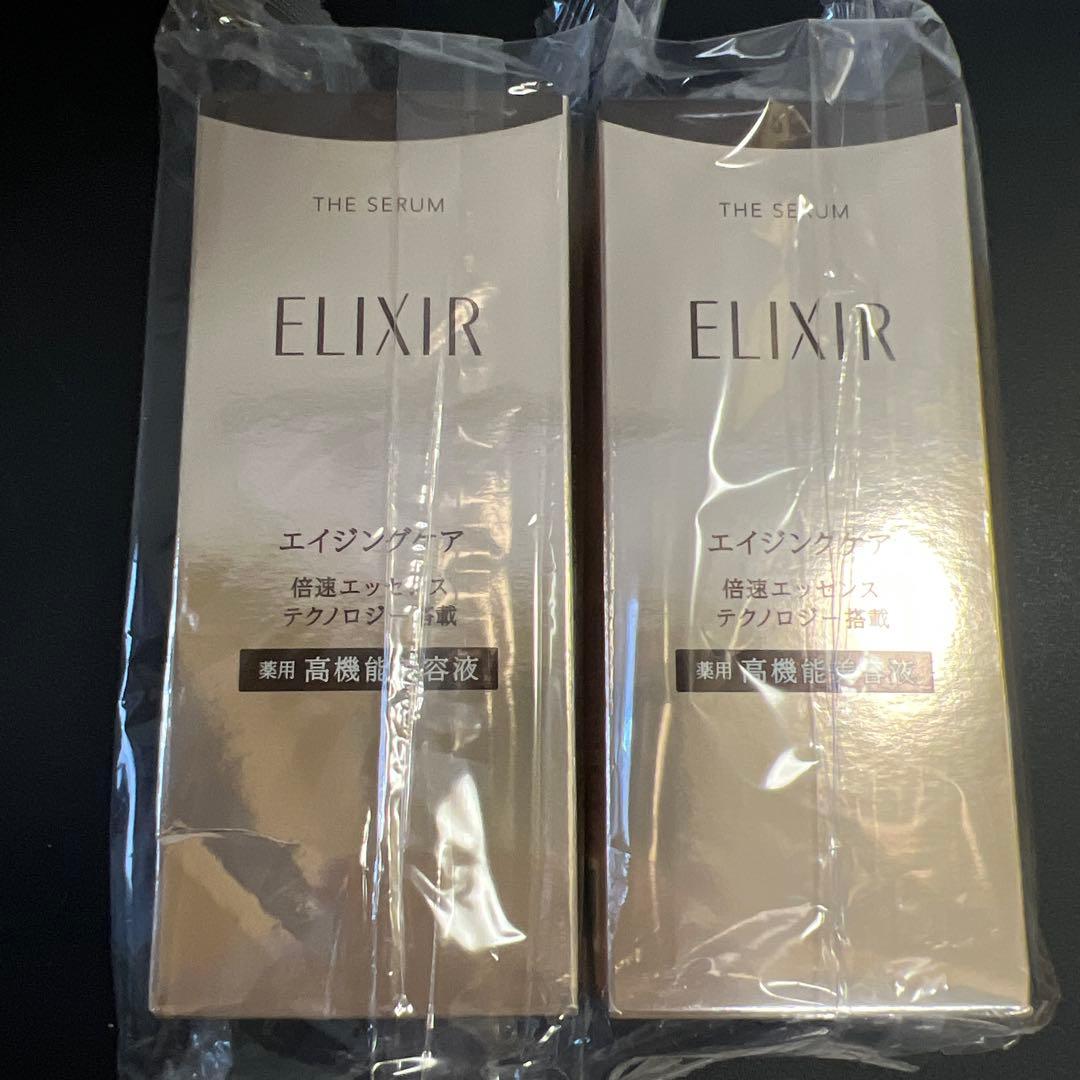 THE SERUM
ELIXIR
エイジングケア
倍速エッセンス
テクノロジー搭載
薬用 高機能美容液
THE SERUM
ELIXIR
エイジングケア
倍速エッセンス
テクノロジー搭載
薬用 高機能美容液